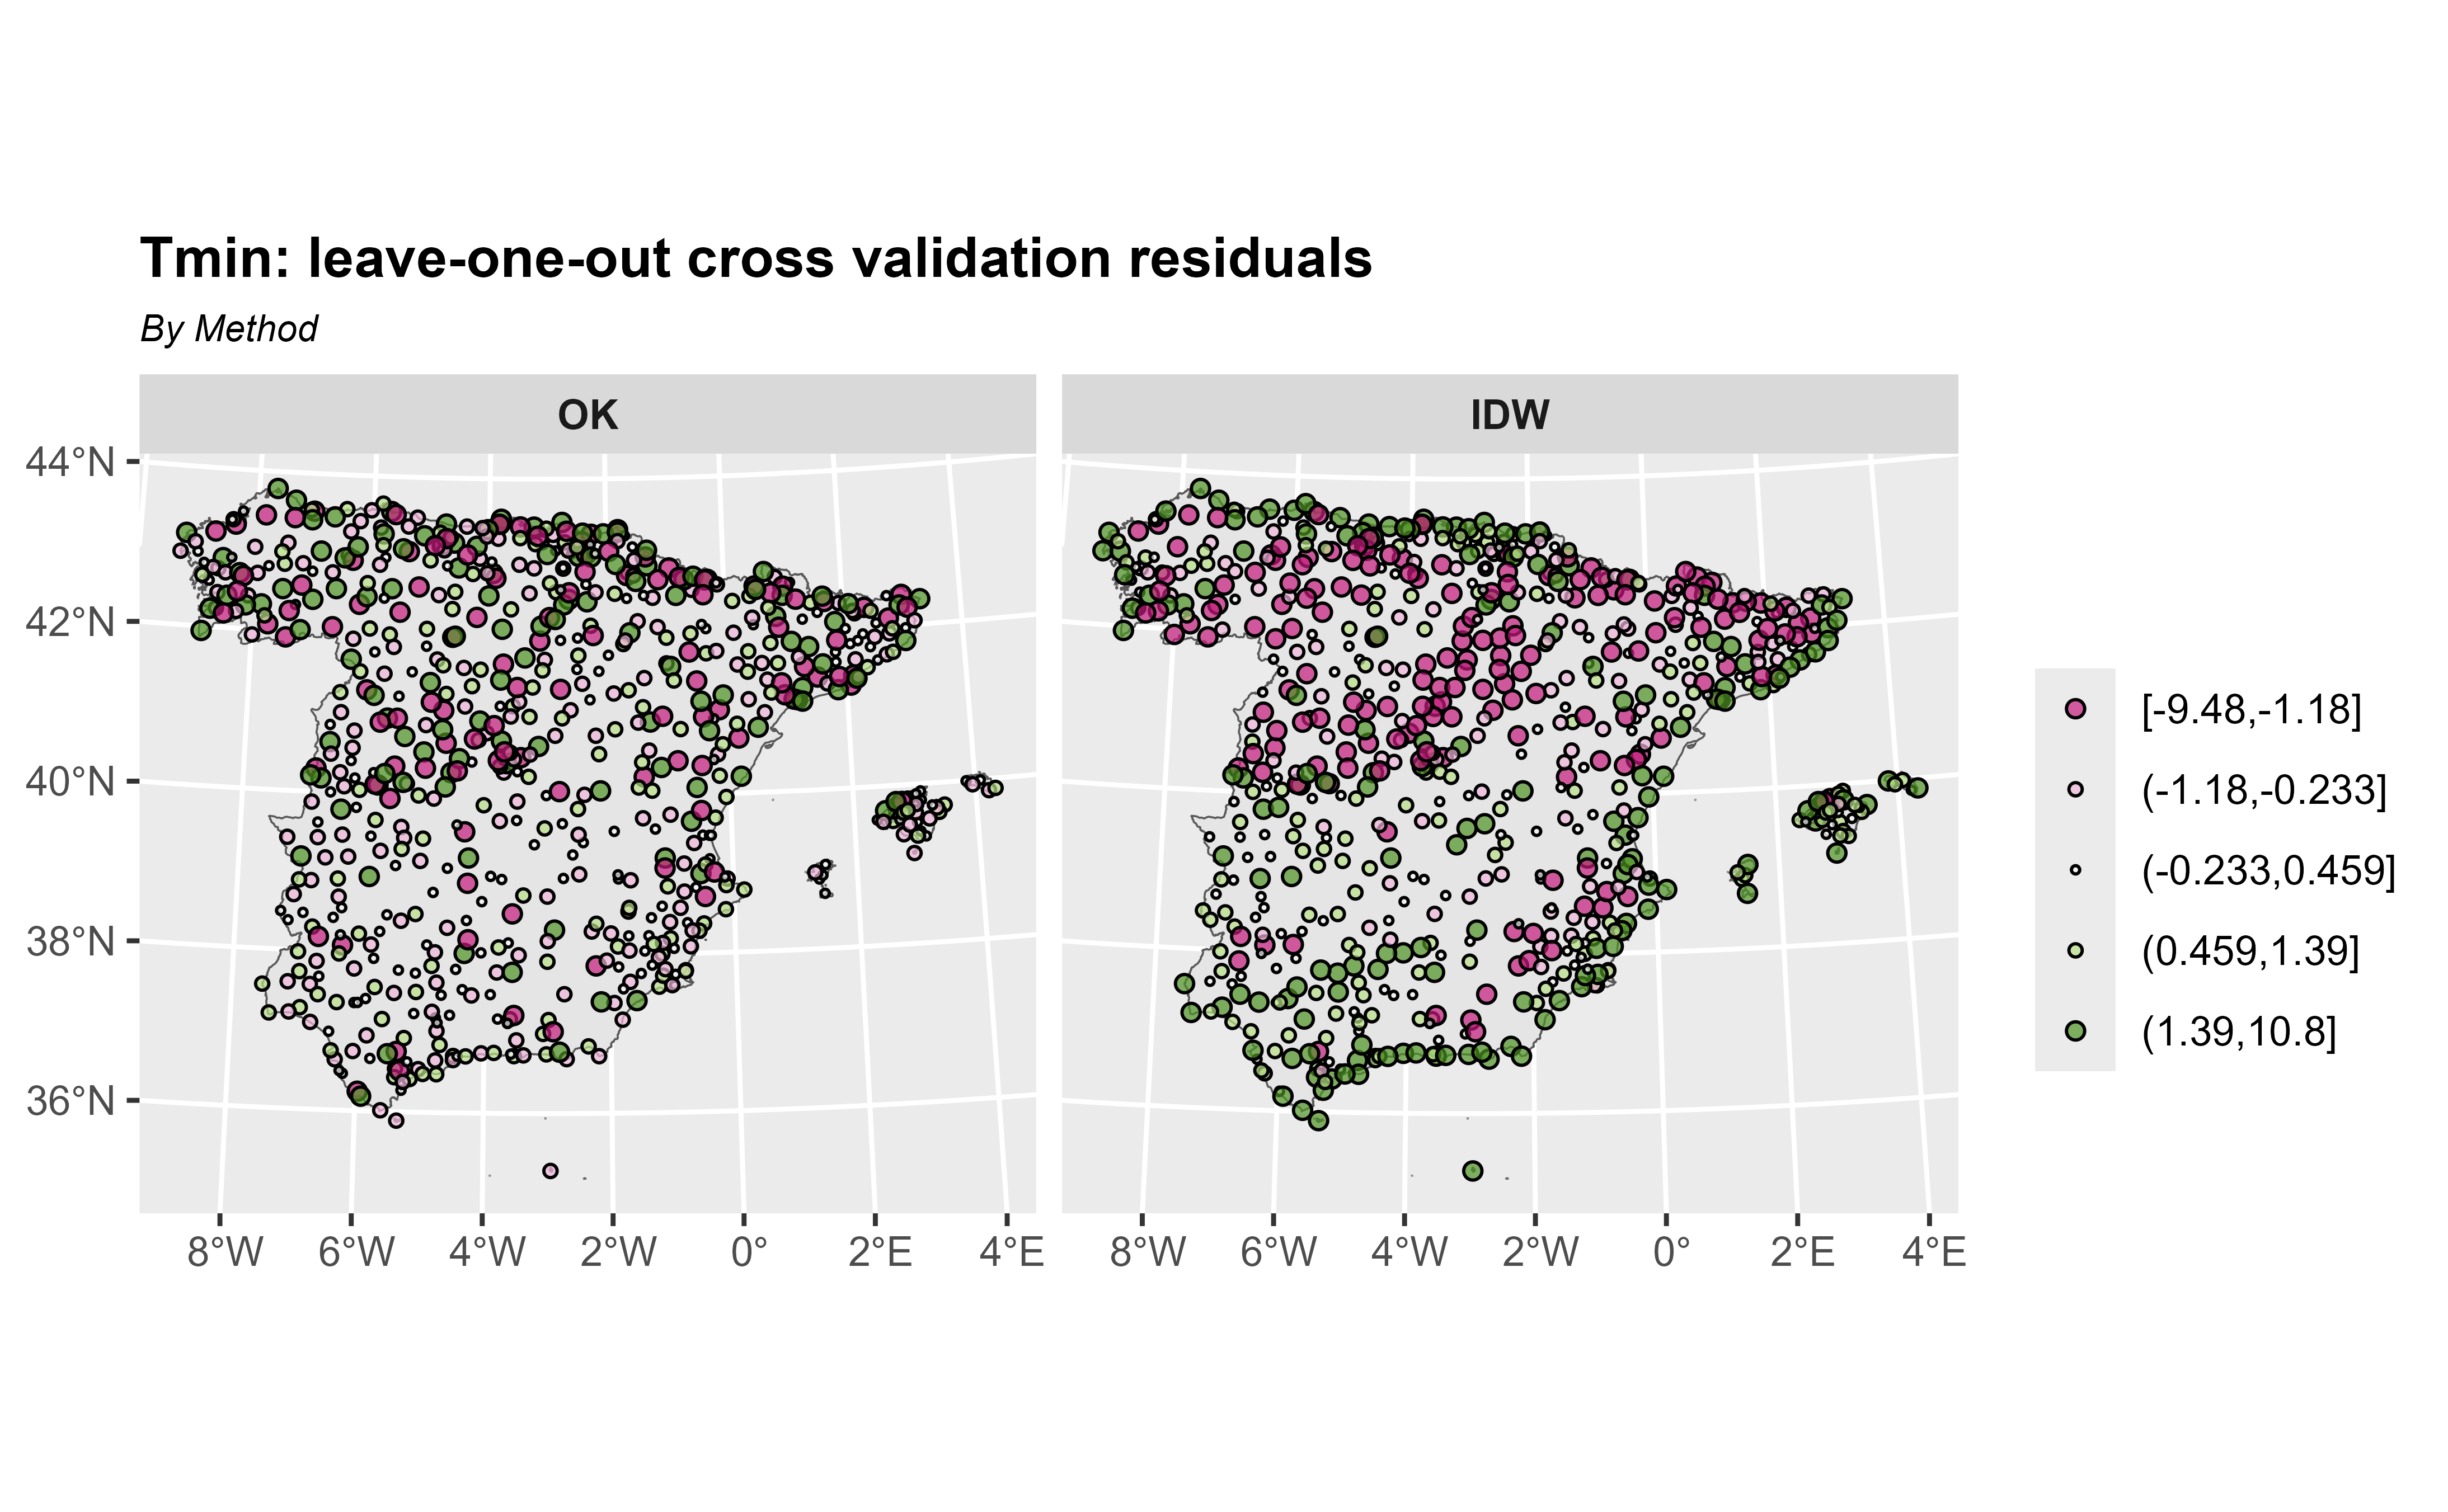 Tmin: leave-one-out cross validation residuals
By Method
OK
IDW
44°N
42°N
40°N
38°N
36°N
8°W 6°W 4°W 2°W 0° 2°E 4°E
8°W 6°W 4°W 2°W 0° 2°E 4°E
[-9.48,-1.18]
(-1.18,-0.233]
(-0.233,0.459]
(0.459,1.39]
(1.39,10.8]